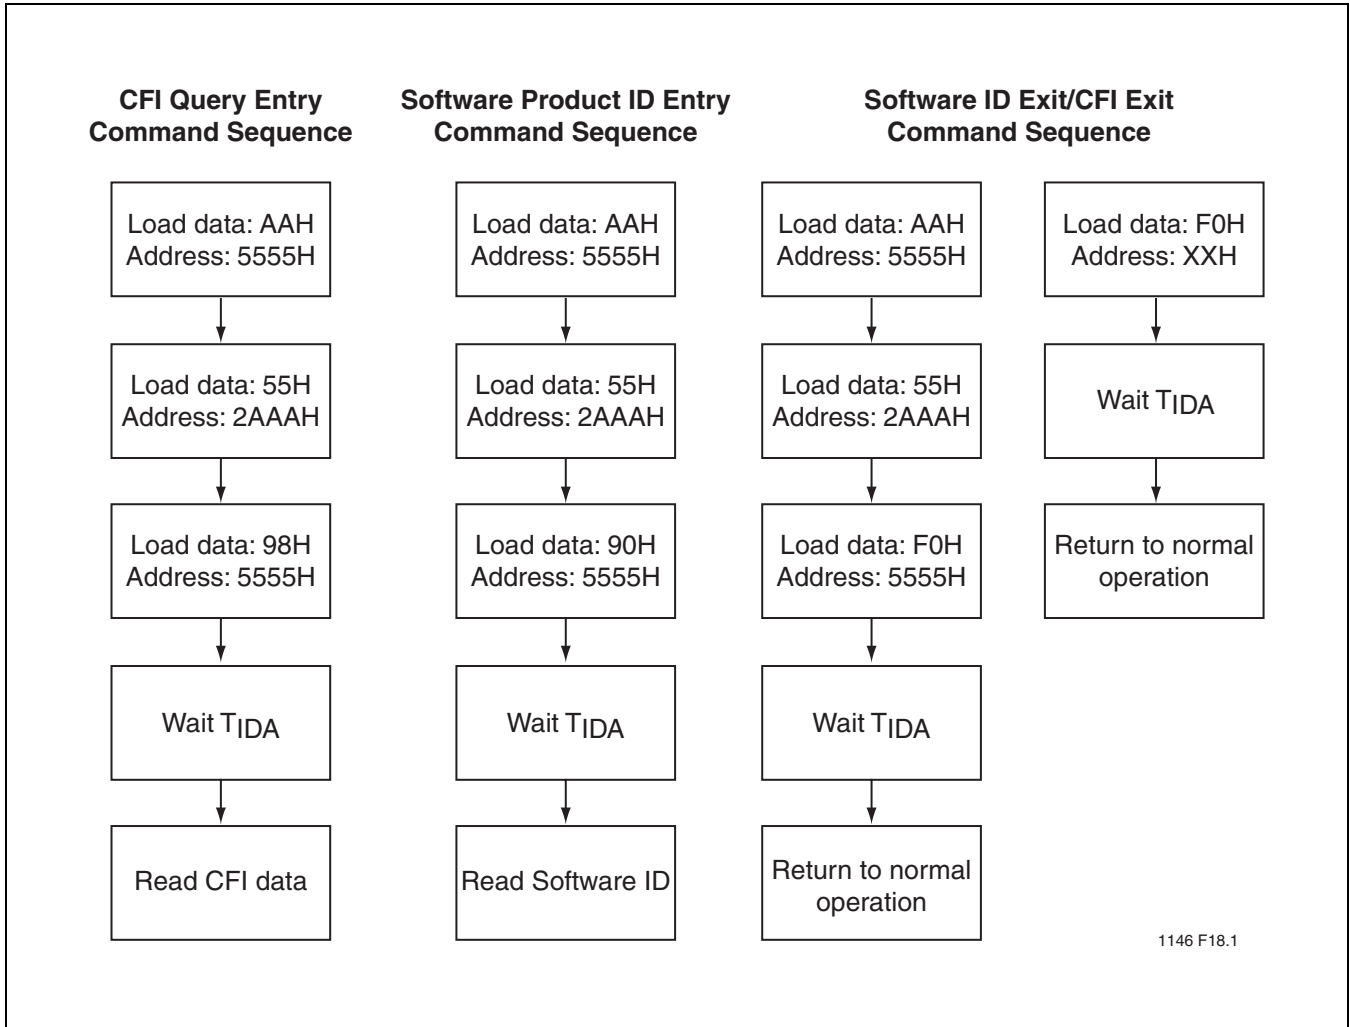 CFI Query Entry
Command Sequence
Load data: AAH
Address: 5555H
Load data: 55H
Address: 2AAAH
Load data: 98H
Address: 5555H
Wait TIDA
Read CFI data
Software Product ID Entry
Command Sequence
Load data: AAH
Address: 5555H
Load data: 55H
Address: 2AAAH
Load data: 90H
Address: 5555H
Wait TIDA
Read Software ID
Software ID Exit/CFI Exit
Command Sequence
Load data: AAH
Address: 5555H
Load data: 55H
Address: 2AAAH
Load data: F0H
Address: 5555H
Wait TIDA
Return to normal
operation
Load data: F0H
Address: XXH
Wait TIDA
Return to normal
operation
1146 F18.1